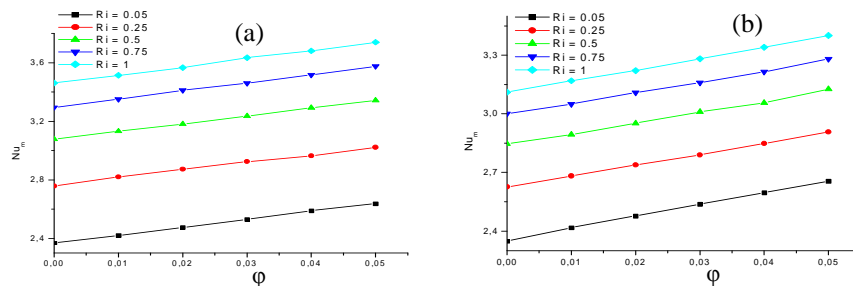 (a)
Ri = 0.05
Ri = 0.25
Ri = 0.5
Ri = 0.75
Ri = 1
3,6
3,2
2,8
2,4
Nu_m
0,00 0,01 0,02 0,03 0,04 0,05
φ
(b)
Ri = 0.05
Ri = 0.25
Ri = 0.5
Ri = 0.75
Ri = 1
3,3
3,0
2,7
2,4
Nu_m
0,00 0,01 0,02 0,03 0,04 0,05
φ